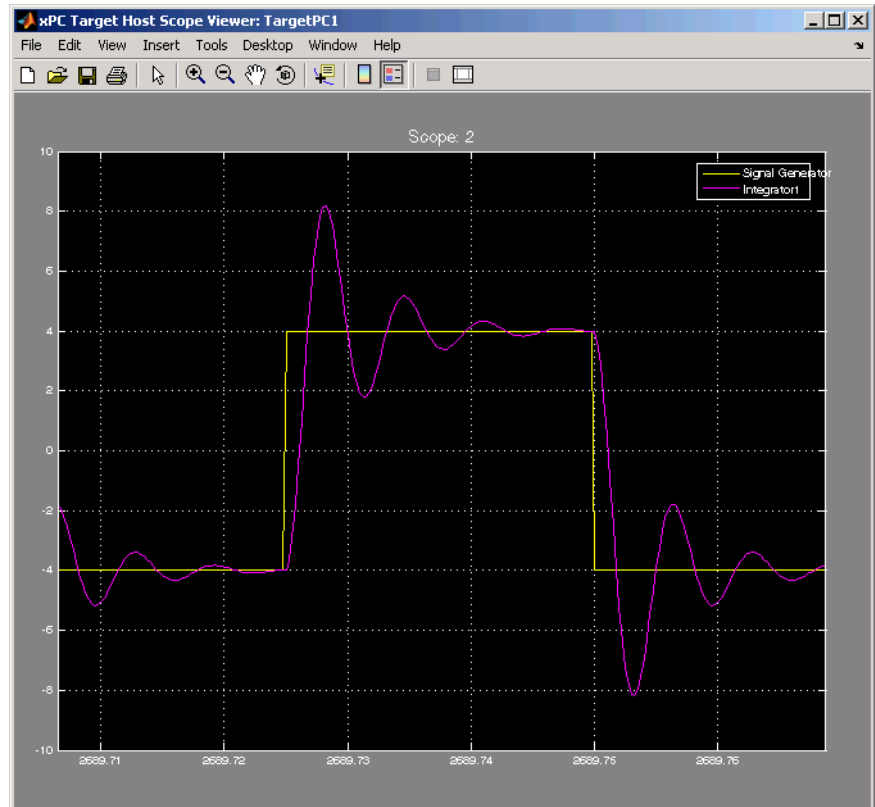 xPC Target Host Scope Viewer: TargetPC1
File Edit View Insert Tools Desktop Window Help
Scope: 2
Signal Generator
Integrator1
10
8
6
4
2
0
-2
-4
-6
-8
-10
2689.71 2689.72 2689.73 2689.74 2689.75 2689.76